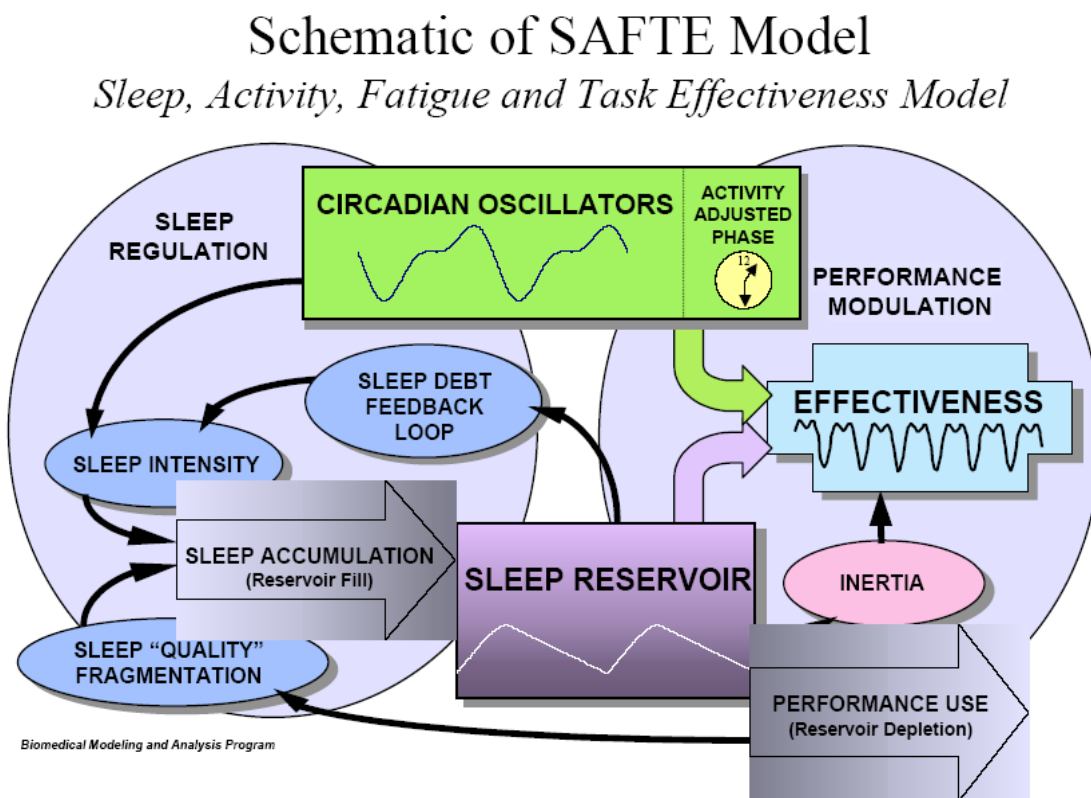 Schematic of SAFTE Model
Sleep, Activity, Fatigue and Task Effectiveness Model
SLEEP
REGULATION
CIRCADIAN OSCILLATORS
ACTIVITY
ADJUSTED
PHASE
12
PERFORMANCE
MODULATION
SLEEP DEBT
FEEDBACK
LOOP
EFFECTIVENESS
SLEEP INTENSITY
SLEEP ACCUMULATION
(Reservoir Fill)
SLEEP RESERVOIR
INERTIA
SLEEP “QUALITY”
FRAGMENTATION
PERFORMANCE USE
(Reservoir Depletion)
Biomedical Modeling and Analysis Program